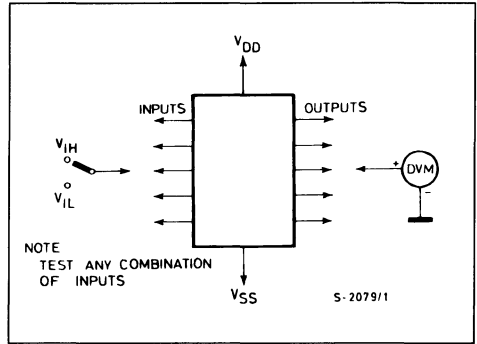 VDD
INPUTS
OUTPUTS
VIH
VIL
+
DVM
−
NOTE
TEST ANY COMBINATION
OF INPUTS
VSS
S-2079/1